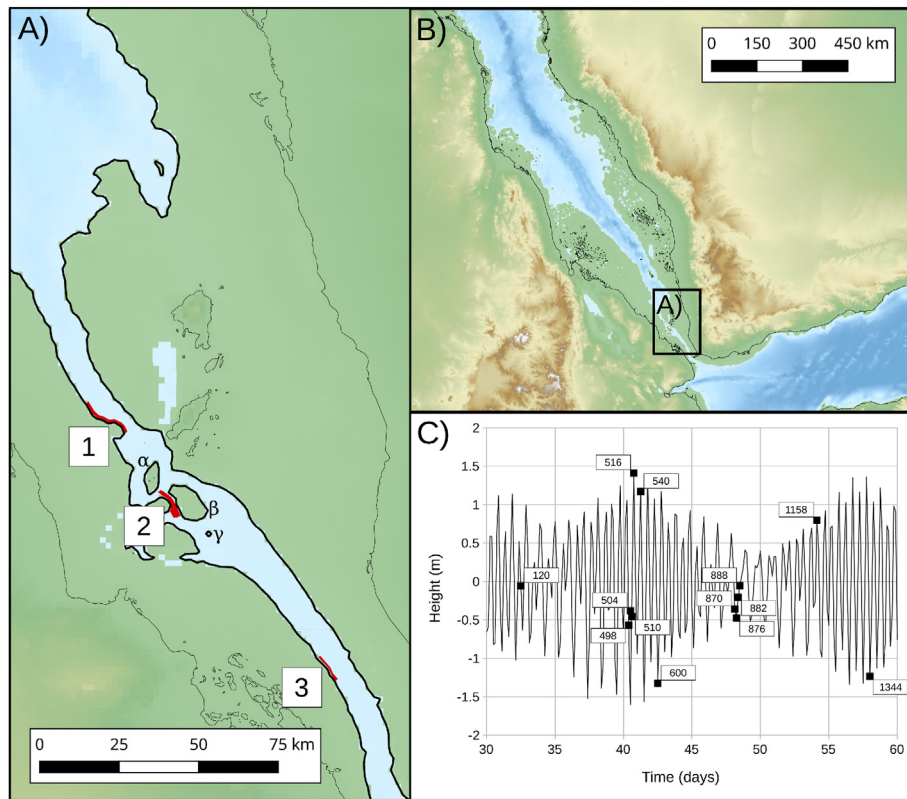 A)
1
α
2
β
γ
3
0 25 50 75 km
B)
0 150 300 450 km
A)
C)
2
1.5
1
0.5
0
-0.5
-1
-1.5
-2
Height (m)
516
540
1158
120
888
504
870
882
498
510
876
600
1344
30 35 40 45 50 55 60
Time (days)